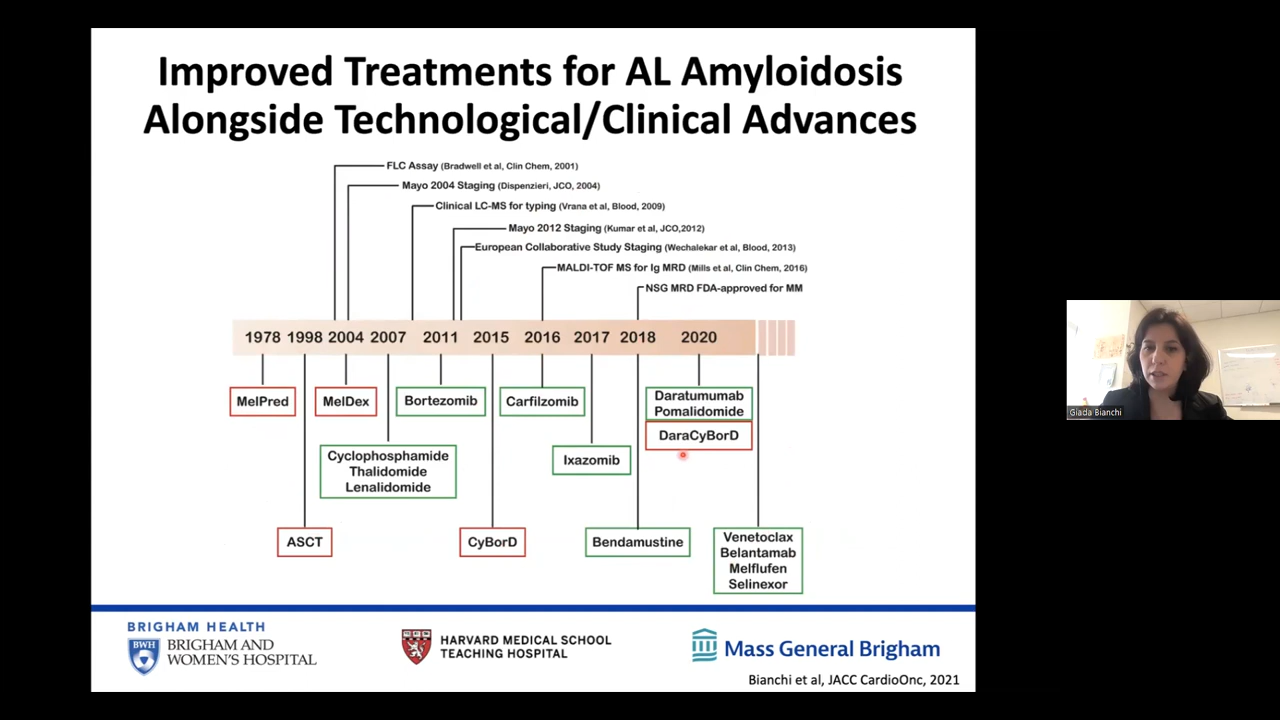 Improved Treatments for AL Amyloidosis
Alongside Technological/Clinical Advances
FLC Assay (Bradwell et al, Clin Chem, 2001)
Mayo 2004 Staging (Dispenzieri, JCO, 2004)
Clinical LC-MS for typing (Vrana et al, Blood, 2009)
Mayo 2012 Staging (Kumar et al, JCO,2012)
European Collaborative Study Staging (Wechalekar et al, Blood, 2013)
MALDI-TOF MS for Ig MRD (Mills et al, Clin Chem, 2016)
NSG MRD FDA-approved for MM
1978 1998 2004 2007 2011 2015 2016 2017 2018 2020
MelPred
MelDex
Bortezomib
Carfilzomib
Daratumumab
Pomalidomide
DaraCyBorD
Cyclophosphamide
Thalidomide
Lenalidomide
Ixazomib
ASCT
CyBorD
Bendamustine
Venetoclax
Belantamab
Melflufen
Selinexor
Giada Bianchi
BRIGHAM HEALTH
BWH
BRIGHAM AND
WOMEN'S HOSPITAL
HARVARD MEDICAL SCHOOL
TEACHING HOSPITAL
Mass General Brigham
Bianchi et al, JACC CardioOnc, 2021